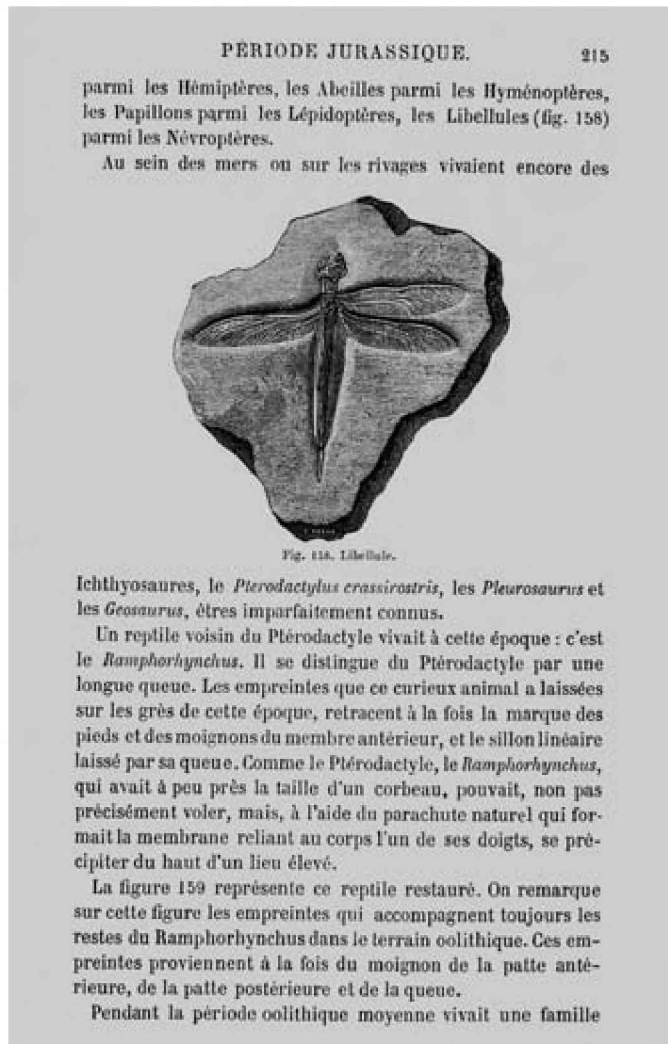 PÉRIODE JURASSIQUE. 215
parmi les Hémiptères, les Abeilles parmi les Hyménoptères,
les Papillons parmi les Lépidoptères, les Libellules (fig. 158)
parmi les Névroptères.
Au sein des mers ou sur les rivages vivaient encore des
Fig. 158. Libellule.
Ichthyosaures, le Pterodactylus crassirostris, les Pleurosaurus et
les Geosaurus, êtres imparfaitement connus.
Un reptile voisin du Ptérodactyle vivait à cette époque : c'est
le Ramphorhynchus. Il se distingue du Ptérodactyle par une
longue queue. Les empreintes que ce curieux animal a laissées
sur les grès de cette époque, retracent à la fois la marque des
pieds et des moignons du membre antérieur, et le sillon linéaire
laissé par sa queue. Comme le Ptérodactyle, le Ramphorhynchus,
qui avait à peu près la taille d'un corbeau, pouvait, non pas
précisément voler, mais, à l'aide du parachute naturel qui for-
mait la membrane reliant au corps l'un de ses doigts, se pré-
cipiter du haut d'un lieu élevé.
La figure 159 représente ce reptile restauré. On remarque
sur cette figure les empreintes qui accompagnent toujours les
restes du Ramphorhynchus dans le terrain oolithique. Ces em-
preintes proviennent à la fois du moignon de la patte anté-
rieure, de la patte postérieure et de la queue.
Pendant la période oolithique moyenne vivait une famille